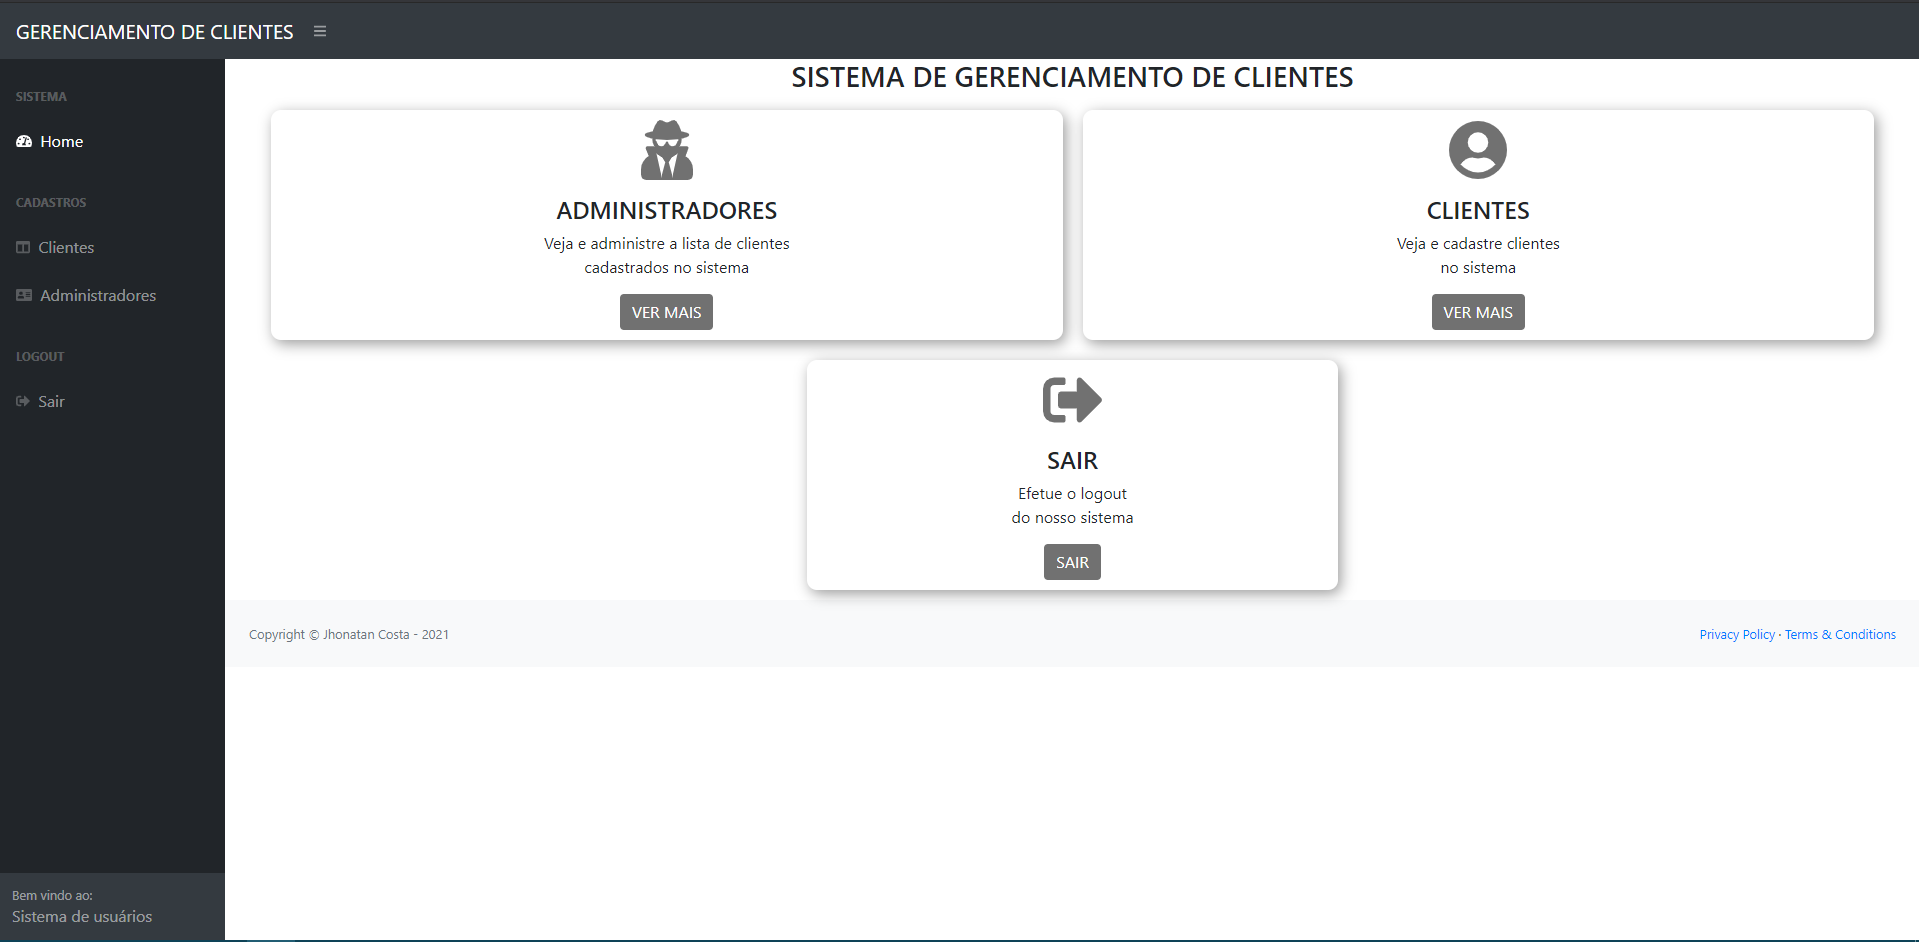 GERENCIAMENTO DE CLIENTES
SISTEMA
Home
CADASTROS
Clientes
Administradores
LOGOUT
Sair
Bem vindo ao:
Sistema de usuários
SISTEMA DE GERENCIAMENTO DE CLIENTES
ADMINISTRADORES
Veja e administre a lista de clientes
cadastrados no sistema
VER MAIS
CLIENTES
Veja e cadastre clientes
no sistema
VER MAIS
SAIR
Efetue o logout
do nosso sistema
SAIR
Copyright © Jhonatan Costa - 2021
Privacy Policy · Terms & Conditions